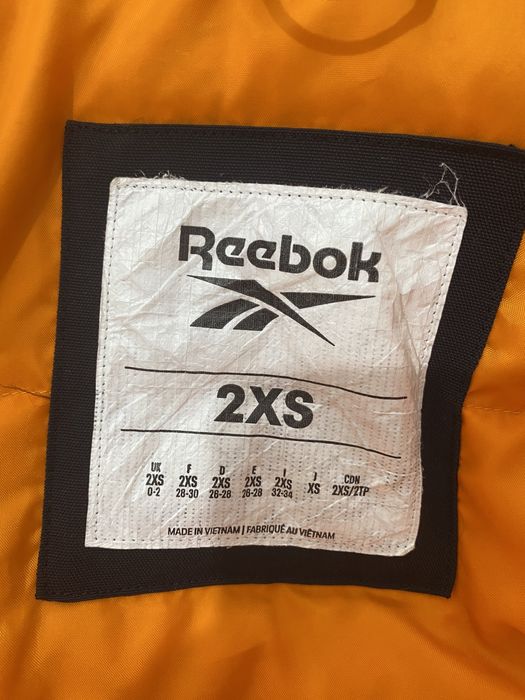 Reebok
2XS
UK F D E I J CDN
2XS 2XS 2XS 2XS 2XS XS 2XS/2TP
0-2 28-30 26-28 26-28 32-34
MADE IN VIETNAM | FABRIQUÉ AU VIÊTNAM